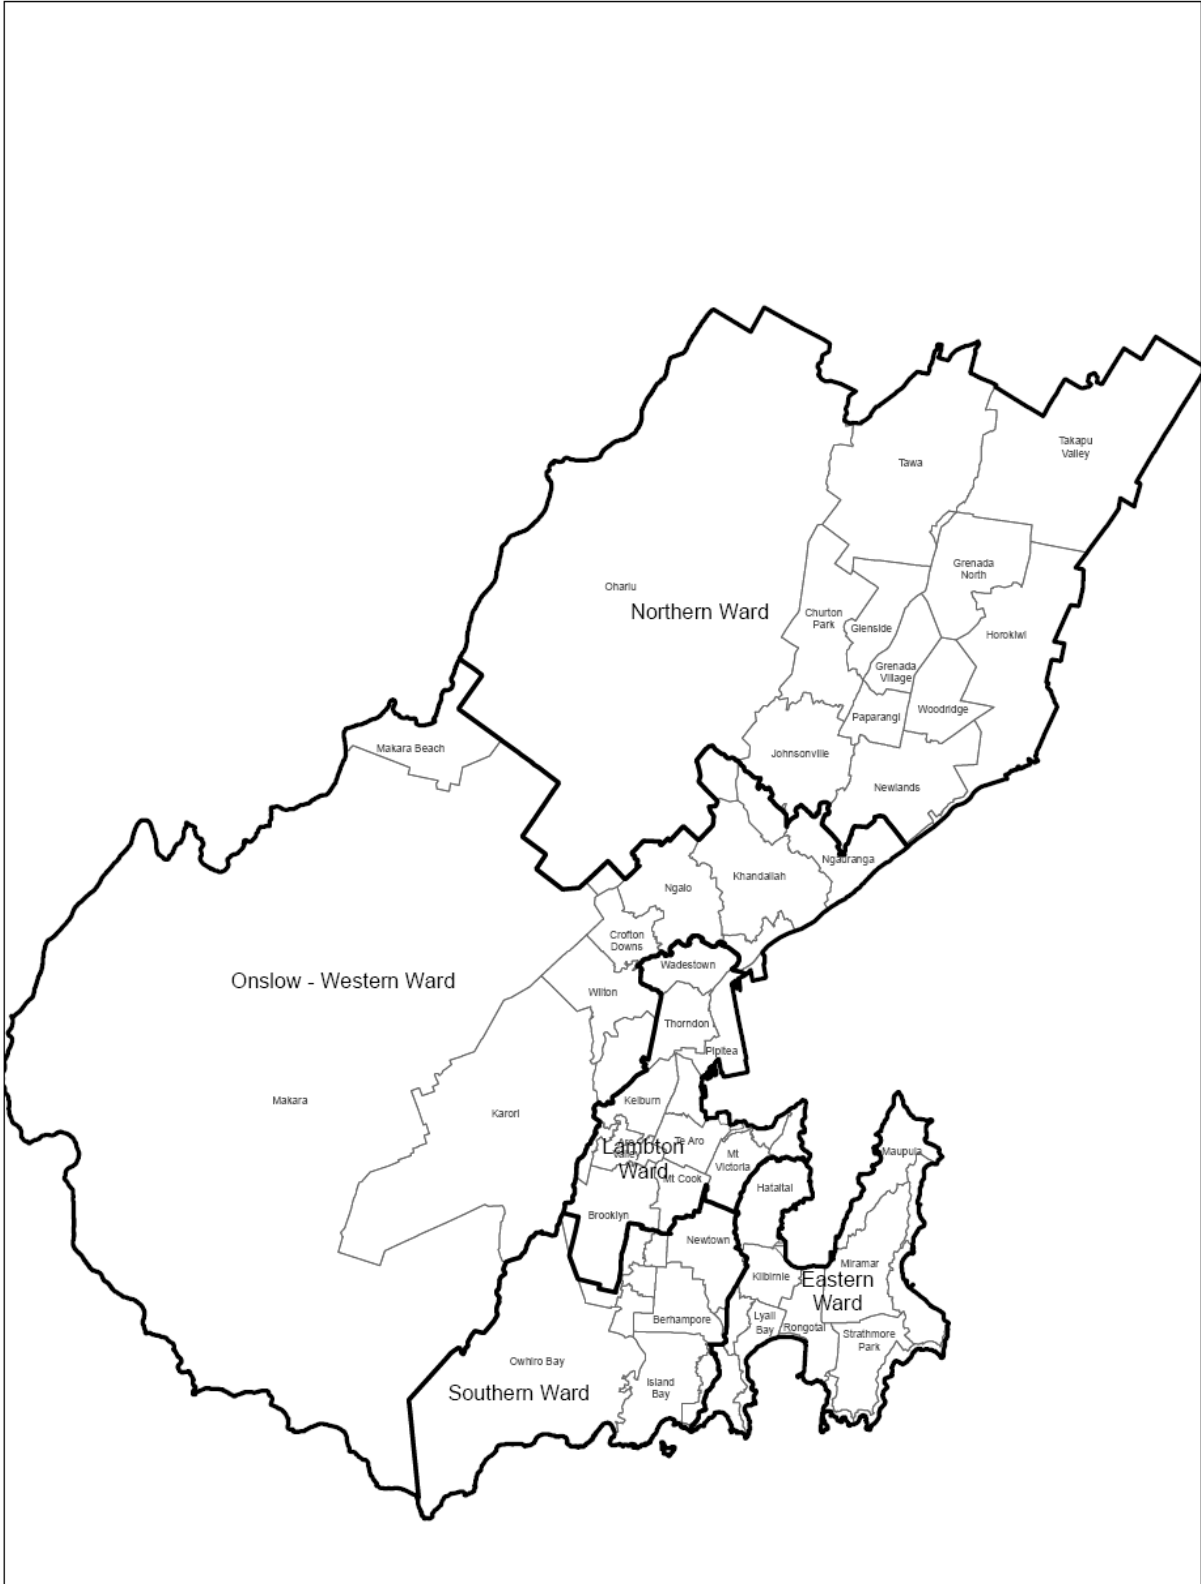 Takapu
Valley
Tawa
Grenada
North
Ohariu
Northern Ward
Churton
Park
Glenside
Horokiwi
Grenada
Village
Woodridge
Paparangi
Makara Beach
Johnsonville
Newlands
Ngauranga
Khandallah
Ngaio
Crofton
Downs
Wadestown
Onslow - Western Ward
Wilton
Thorndon
Pipitea
Makara
Kelburn
Karori
Aro
Valley
Te Aro
Lambton
Ward
Mt
Victoria
Maupuia
Mt Cook
Hataitai
Brooklyn
Newtown
Miramar
Kilbirnie
Eastern
Ward
Berhampore
Lyall
Bay
Rongotai
Strathmore
Park
Owhiro Bay
Southern Ward
Island
Bay